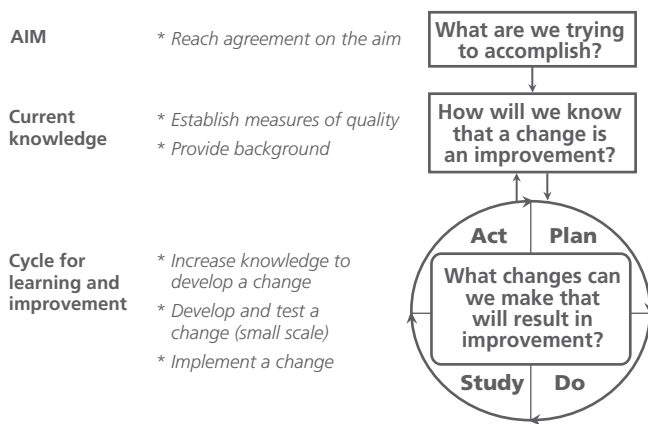 AIM
* Reach agreement on the aim
What are we trying
to accomplish?
Current
knowledge
* Establish measures of quality
* Provide background
How will we know
that a change is
an improvement?
Cycle for
learning and
improvement
* Increase knowledge to
develop a change
* Develop and test a
change (small scale)
* Implement a change
Act
Plan
What changes can
we make that
will result in
improvement?
Study
Do